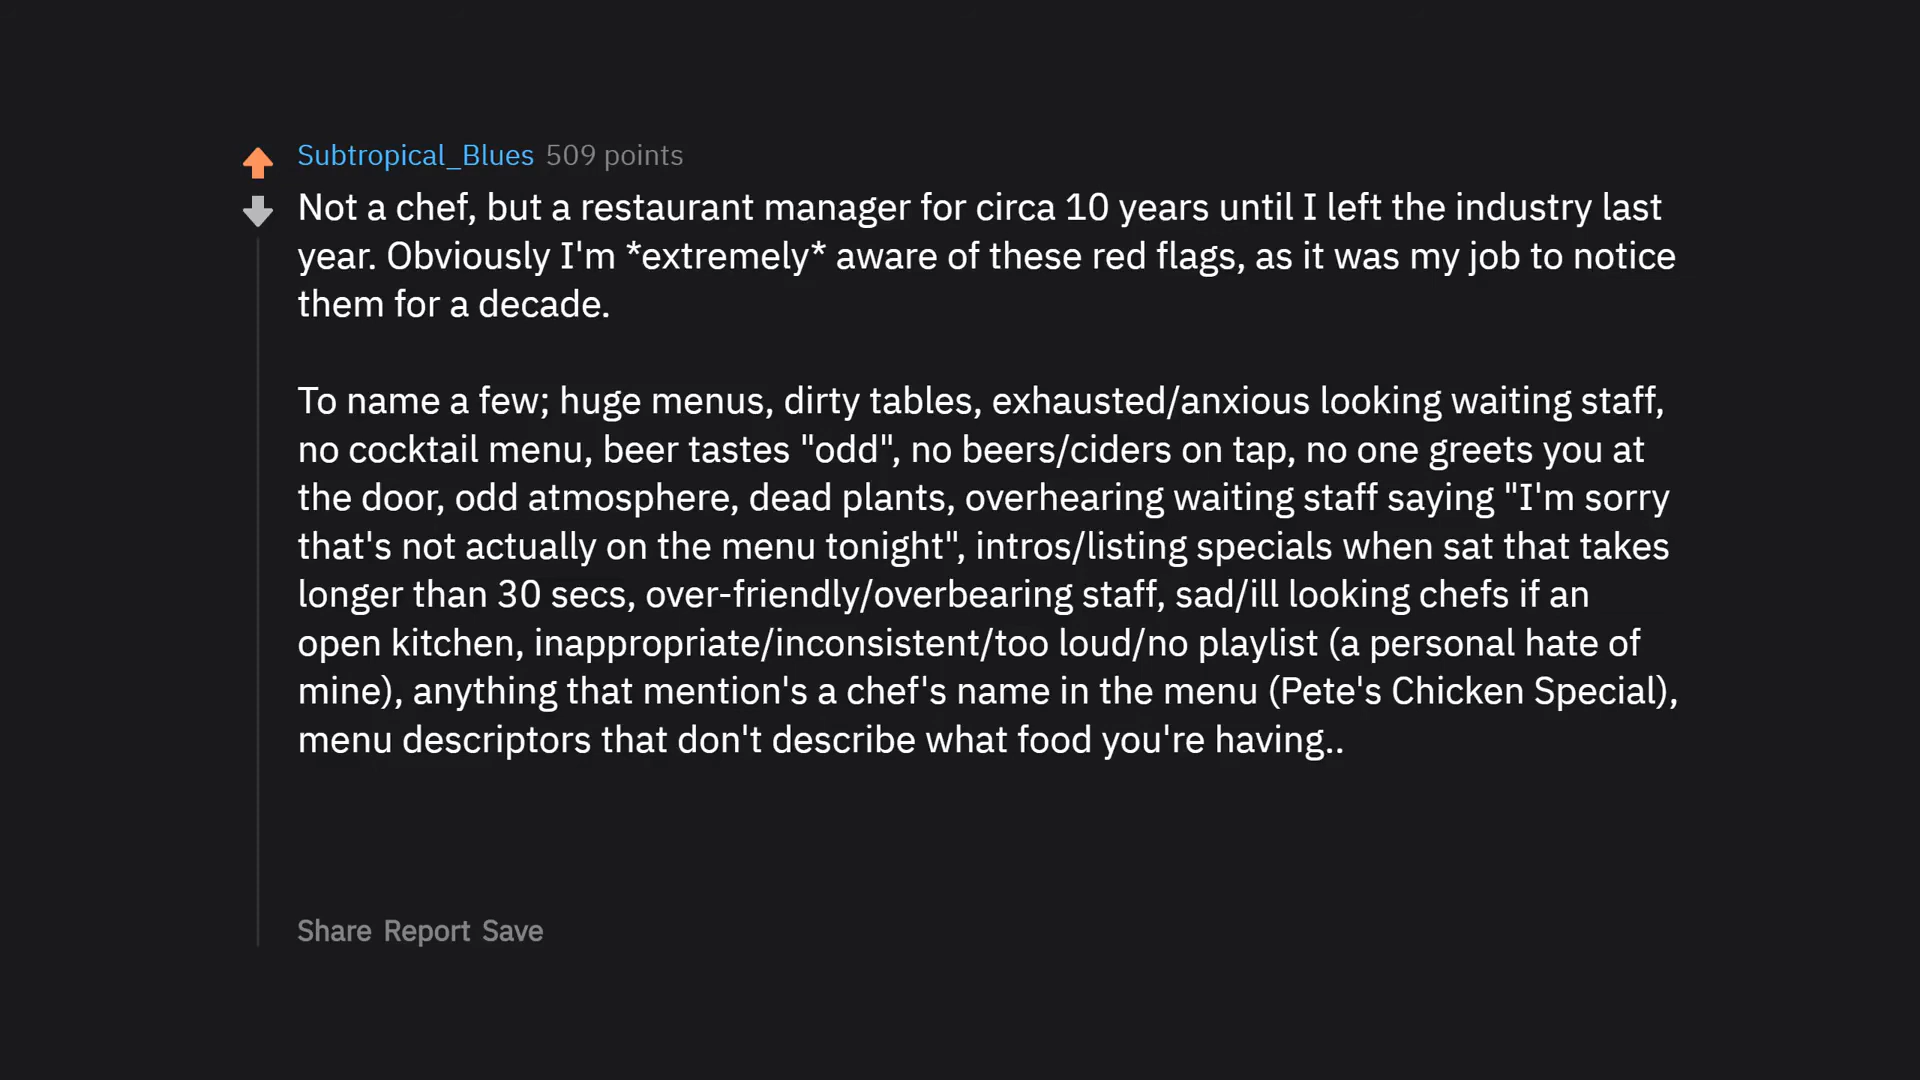 Subtropical_Blues 509 points
Not a chef, but a restaurant manager for circa 10 years until I left the industry last
year. Obviously I'm *extremely* aware of these red flags, as it was my job to notice
them for a decade.
To name a few; huge menus, dirty tables, exhausted/anxious looking waiting staff,
no cocktail menu, beer tastes "odd", no beers/ciders on tap, no one greets you at
the door, odd atmosphere, dead plants, overhearing waiting staff saying "I'm sorry
that's not actually on the menu tonight", intros/listing specials when sat that takes
longer than 30 secs, over-friendly/overbearing staff, sad/ill looking chefs if an
open kitchen, inappropriate/inconsistent/too loud/no playlist (a personal hate of
mine), anything that mention's a chef's name in the menu (Pete's Chicken Special),
menu descriptors that don't describe what food you're having..
Share Report Save